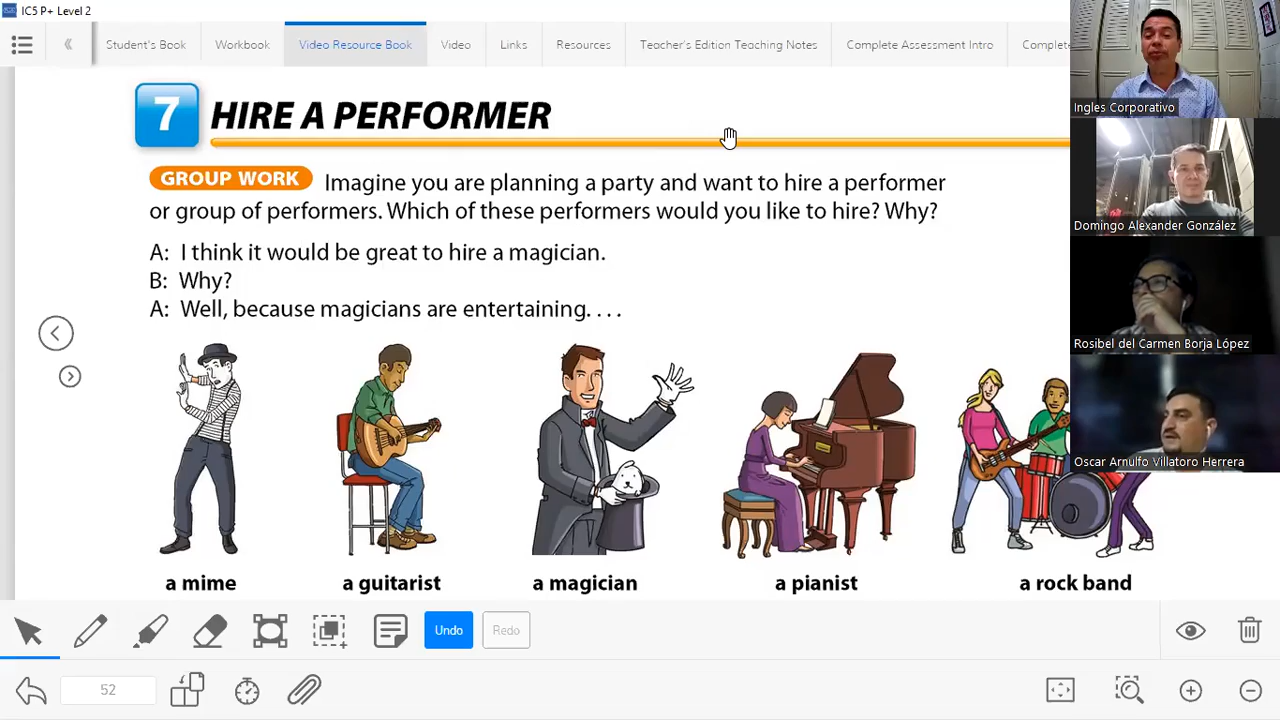 IC5 P+ Level 2
Student's Book Workbook Video Resource Book Video Links Resources Teacher's Edition Teaching Notes Complete Assessment Intro Complete
7 HIRE A PERFORMER
GROUP WORK Imagine you are planning a party and want to hire a performer
or group of performers. Which of these performers would you like to hire? Why?
A: I think it would be great to hire a magician.
B: Why?
A: Well, because magicians are entertaining. . . .
a mime a guitarist a magician a pianist a rock band
Ingles Corporativo
Domingo Alexander González
Rosibel del Carmen Borja López
Oscar Arnulfo Villatoro Herrera
Undo Redo
52